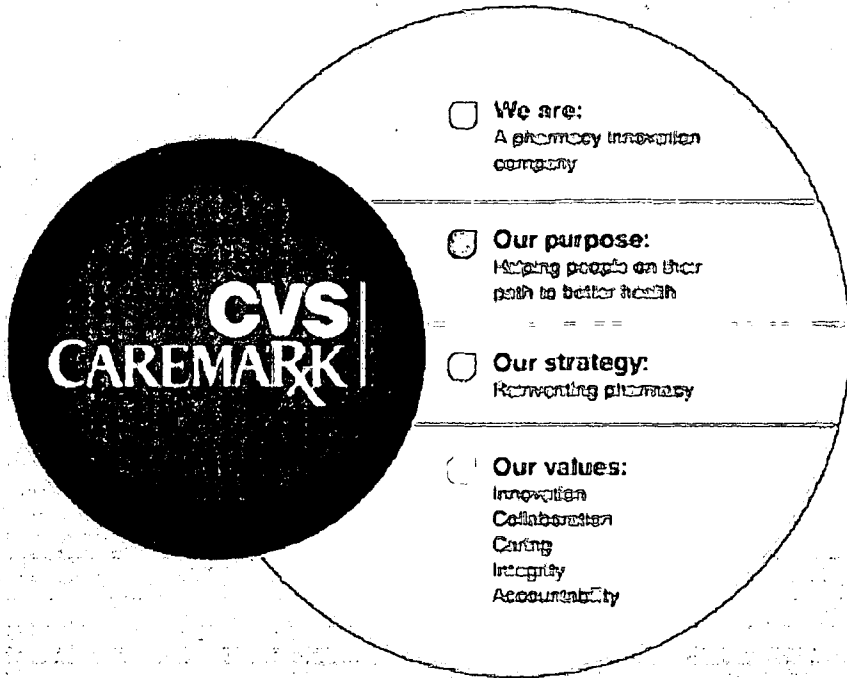 CVS
CAREMARK
We are:
A pharmacy innovation
company
Our purpose:
Helping people on their
path to better health
Our strategy:
Reinventing pharmacy
Our values:
Innovation
Collaboration
Caring
Integrity
Accountability